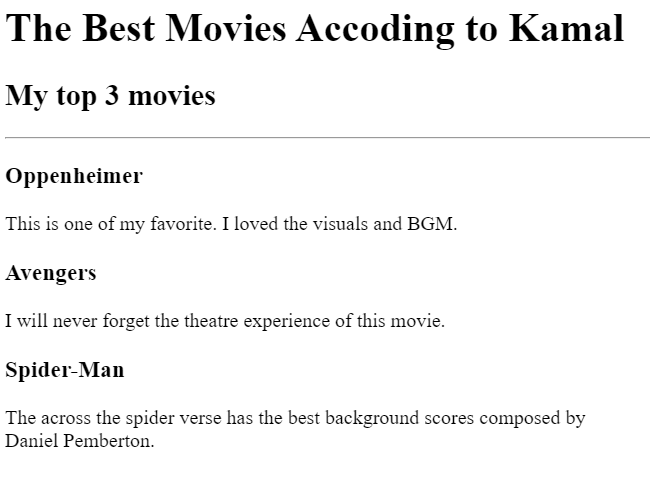 The Best Movies Accoding to Kamal
My top 3 movies
Oppenheimer
This is one of my favorite. I loved the visuals and BGM.
Avengers
I will never forget the theatre experience of this movie.
Spider-Man
The across the spider verse has the best background scores composed by
Daniel Pemberton.